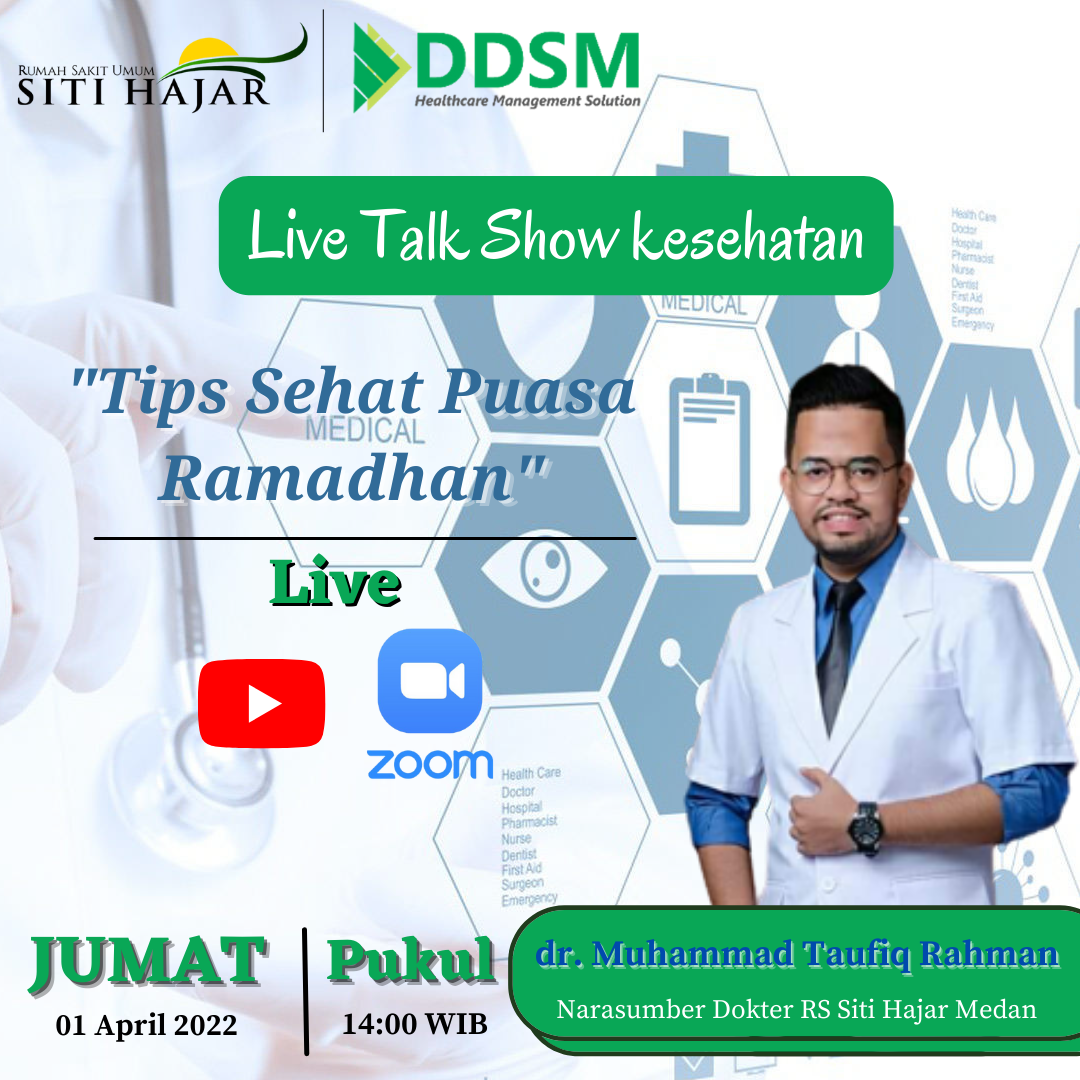 RUMAH SAKIT UMUM
SITI HAJAR
DDSM
Healthcare Management Solution
Live Talk Show kesehatan
Health Care
Doctor
Hospital
Pharmacist
Nurse
Dentist
First Aid
Surgeon
Emergency
MEDICAL
"Tips Sehat Puasa
Ramadhan"
MEDICAL
Live
zoom
Health Care
Doctor
Hospital
Pharmacist
Nurse
Dentist
First Aid
Surgeon
Emergency
JUMAT
01 April 2022
Pukul
14:00 WIB
dr. Muhammad Taufiq Rahman
Narasumber Dokter RS Siti Hajar Medan